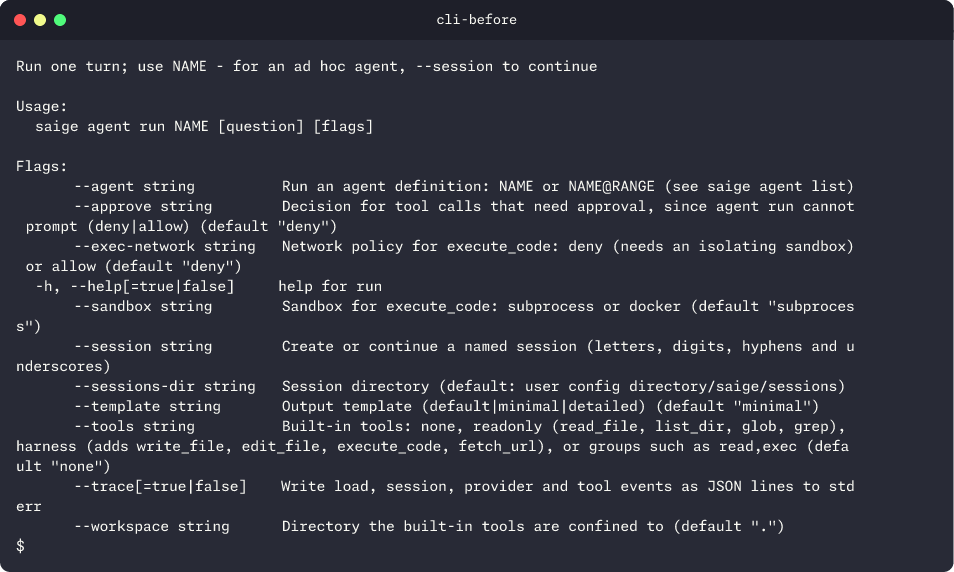 cli-before
Run one turn; use NAME - for an ad hoc agent, --session to continue
Usage:
saige agent run NAME [question] [flags]
Flags:
--agent string Run an agent definition: NAME or NAME@RANGE (see saige agent list)
--approve string Decision for tool calls that need approval, since agent run cannot
prompt (deny|allow) (default "deny")
--exec-network string Network policy for execute_code: deny (needs an isolating sandbox)
or allow (default "deny")
-h, --help[=true|false] help for run
--sandbox string Sandbox for execute_code: subprocess or docker (default "subproces
s")
--session string Create or continue a named session (letters, digits, hyphens and u
nderscores)
--sessions-dir string Session directory (default: user config directory/saige/sessions)
--template string Output template (default|minimal|detailed) (default "minimal")
--tools string Built-in tools: none, readonly (read_file, list_dir, glob, grep),
harness (adds write_file, edit_file, execute_code, fetch_url), or groups such as read,exec (defa
ult "none")
--trace[=true|false] Write load, session, provider and tool events as JSON lines to std
err
--workspace string Directory the built-in tools are confined to (default ".")
$